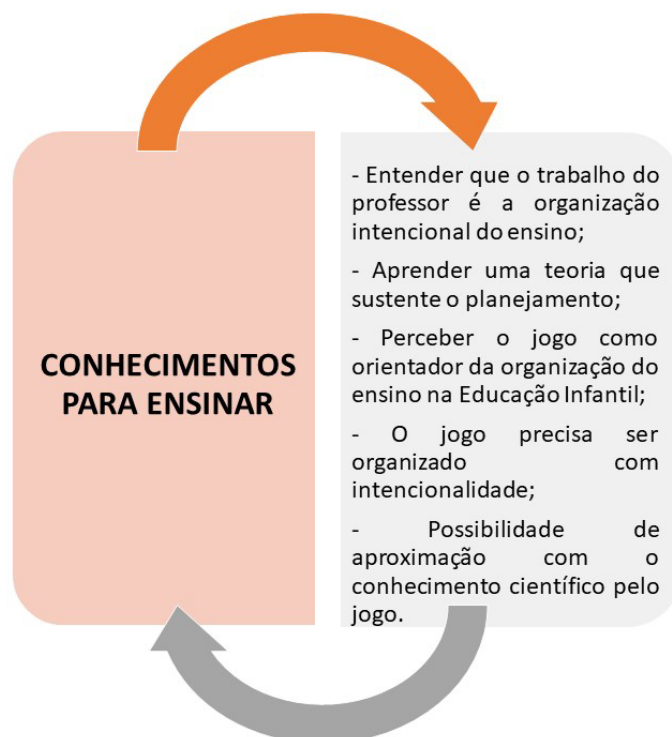 CONHECIMENTOS
PARA ENSINAR
- Entender que o trabalho do
professor é a organização
intencional do ensino;
- Aprender uma teoria que
sustente o planejamento;
- Perceber o jogo como
orientador da organização do
ensino na Educação Infantil;
- O jogo precisa ser
organizado com
intencionalidade;
- Possibilidade de
aproximação com o
conhecimento científico pelo
jogo.